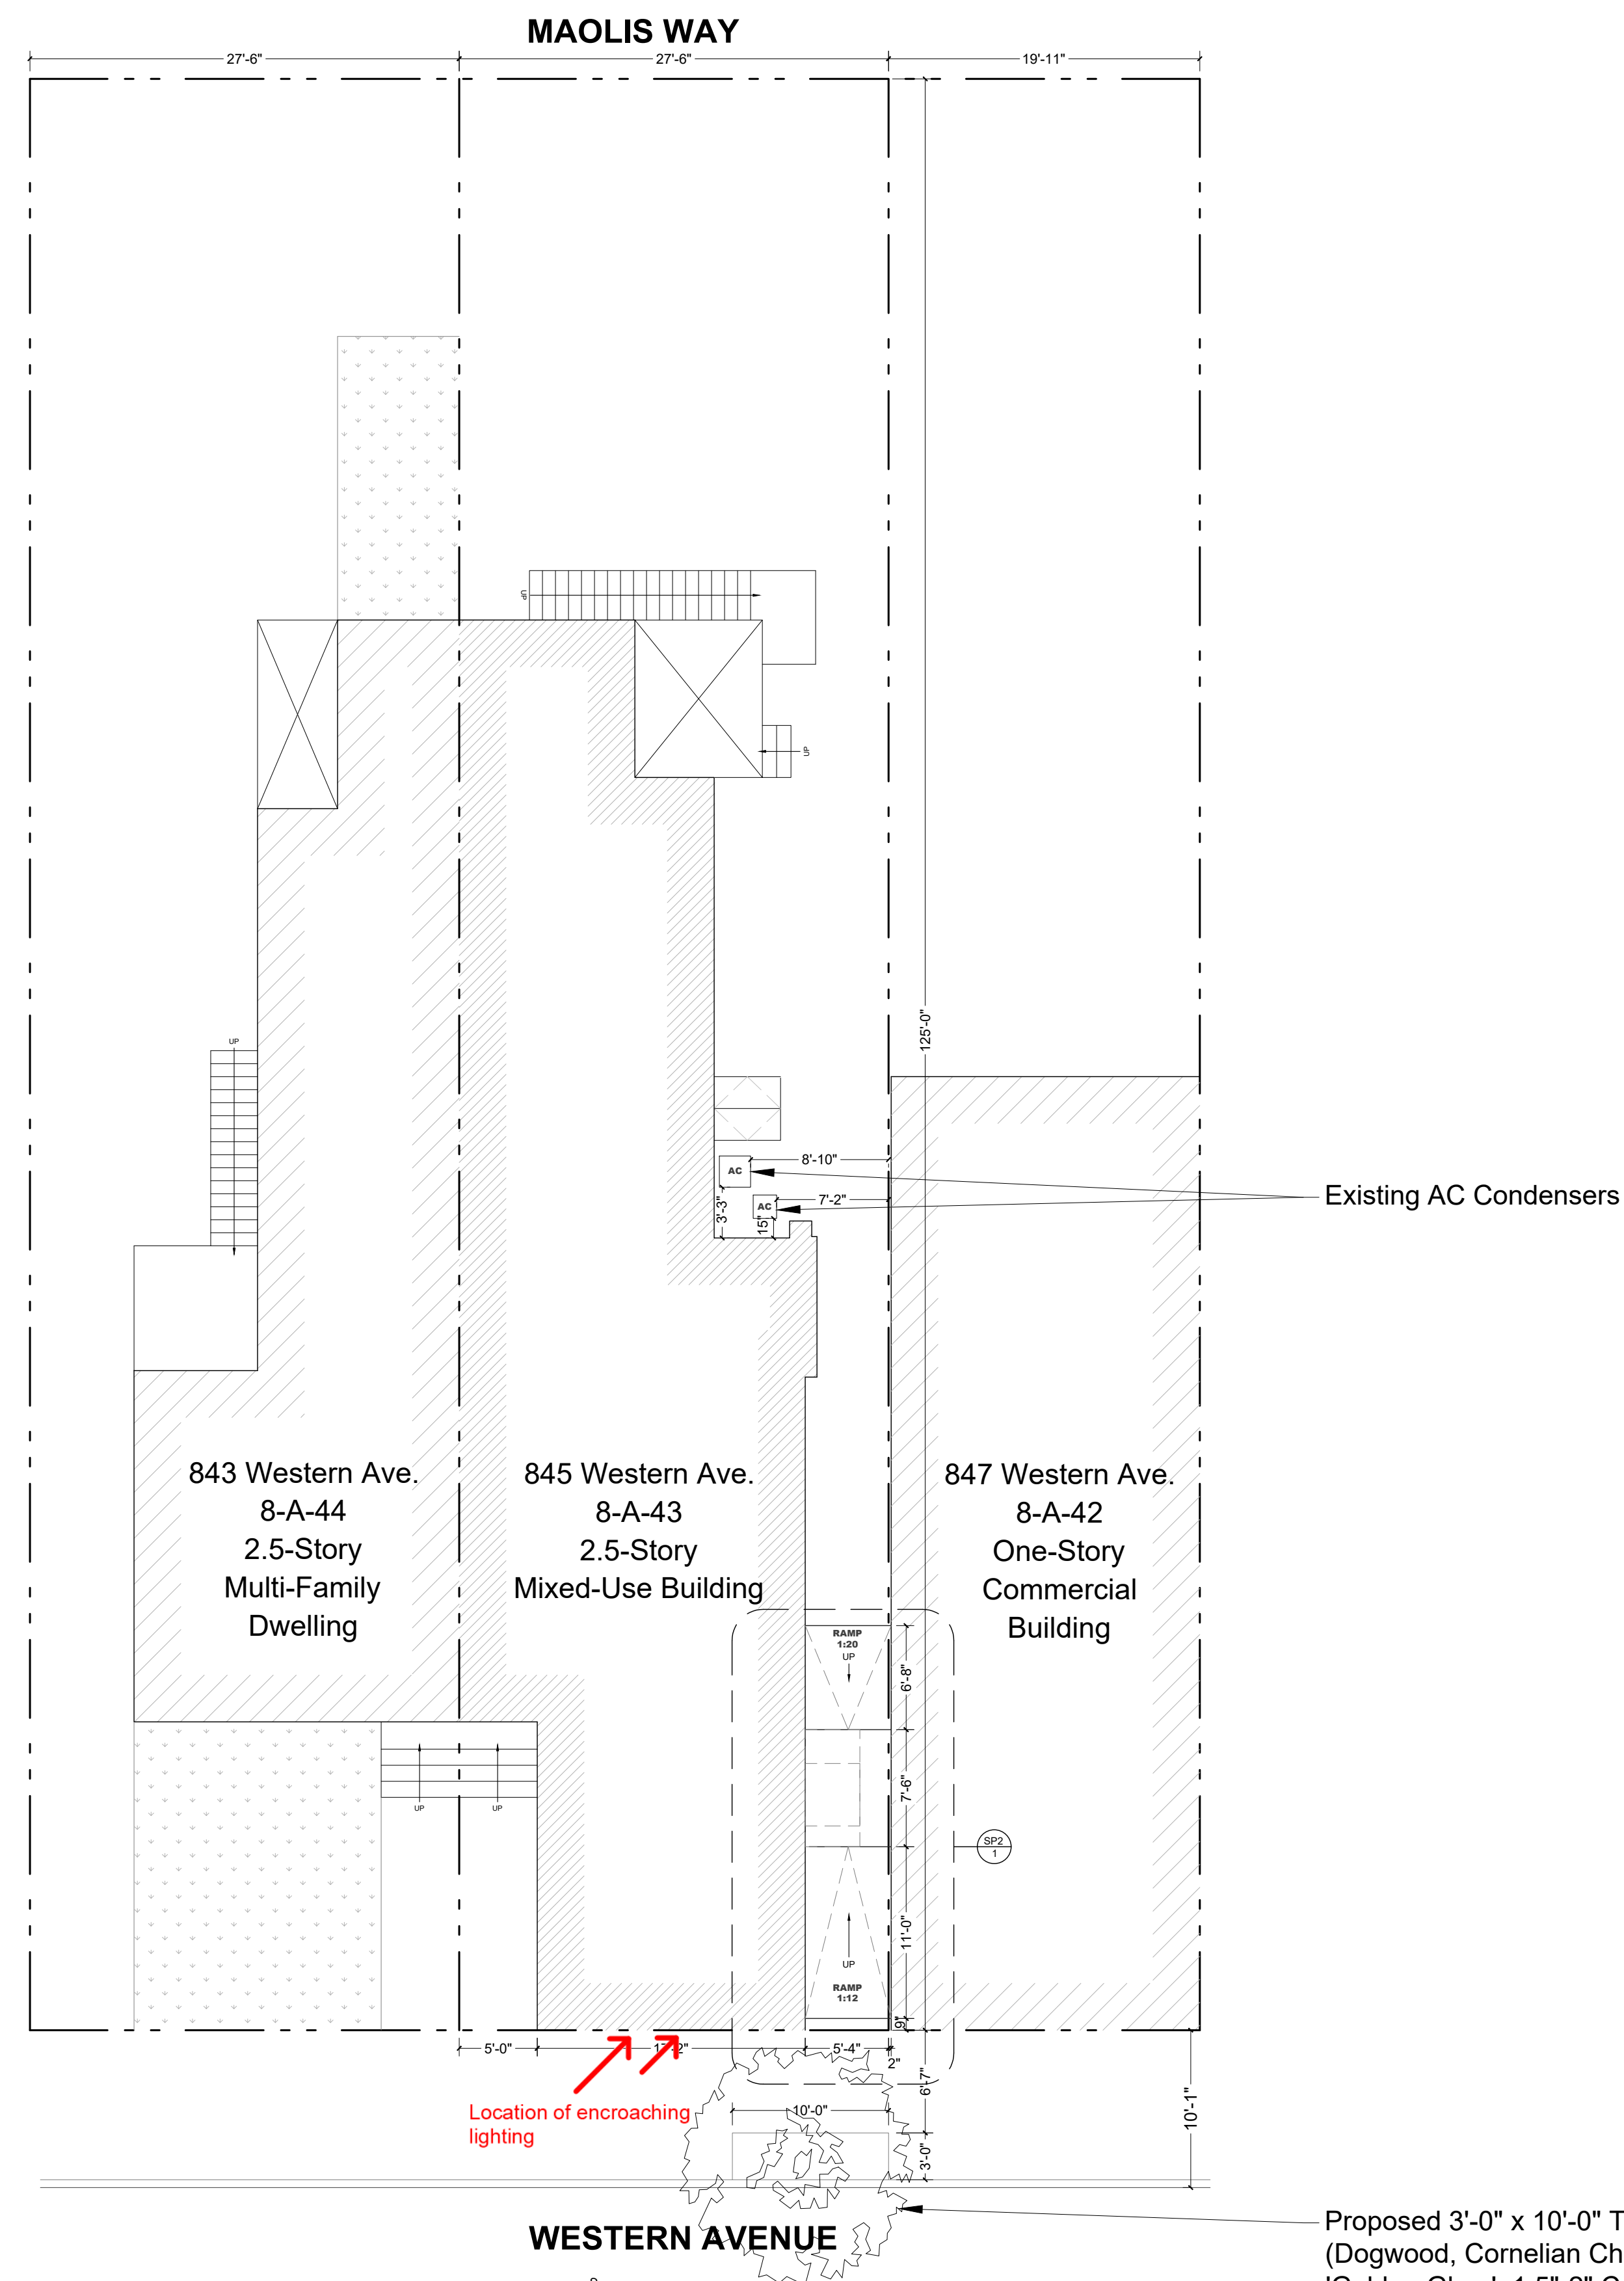 MAOLIS WAY
27'-6"
27'-6"
19'-11"
UP
UP
125'-0"
UP
8'-10"
AC
7'-2"
AC
3'-3"
15"
Existing AC Condensers
843 Western Ave.
8-A-44
2.5-Story
Multi-Family
Dwelling
845 Western Ave.
8-A-43
2.5-Story
Mixed-Use Building
847 Western Ave.
8-A-42
One-Story
Commercial
Building
RAMP
1:20
UP
6'-8"
7'-6"
UP
UP
SP2
1
11'-0"
UP
RAMP
1:12
9"
5'-0"
5'-4"
2"
6'-7"
10'-1"
Location of encroaching
lighting
10'-0"
3'-0"
WESTERN AVENUE
Proposed 3'-0" x 10'-0" T
(Dogwood, Cornelian Ch